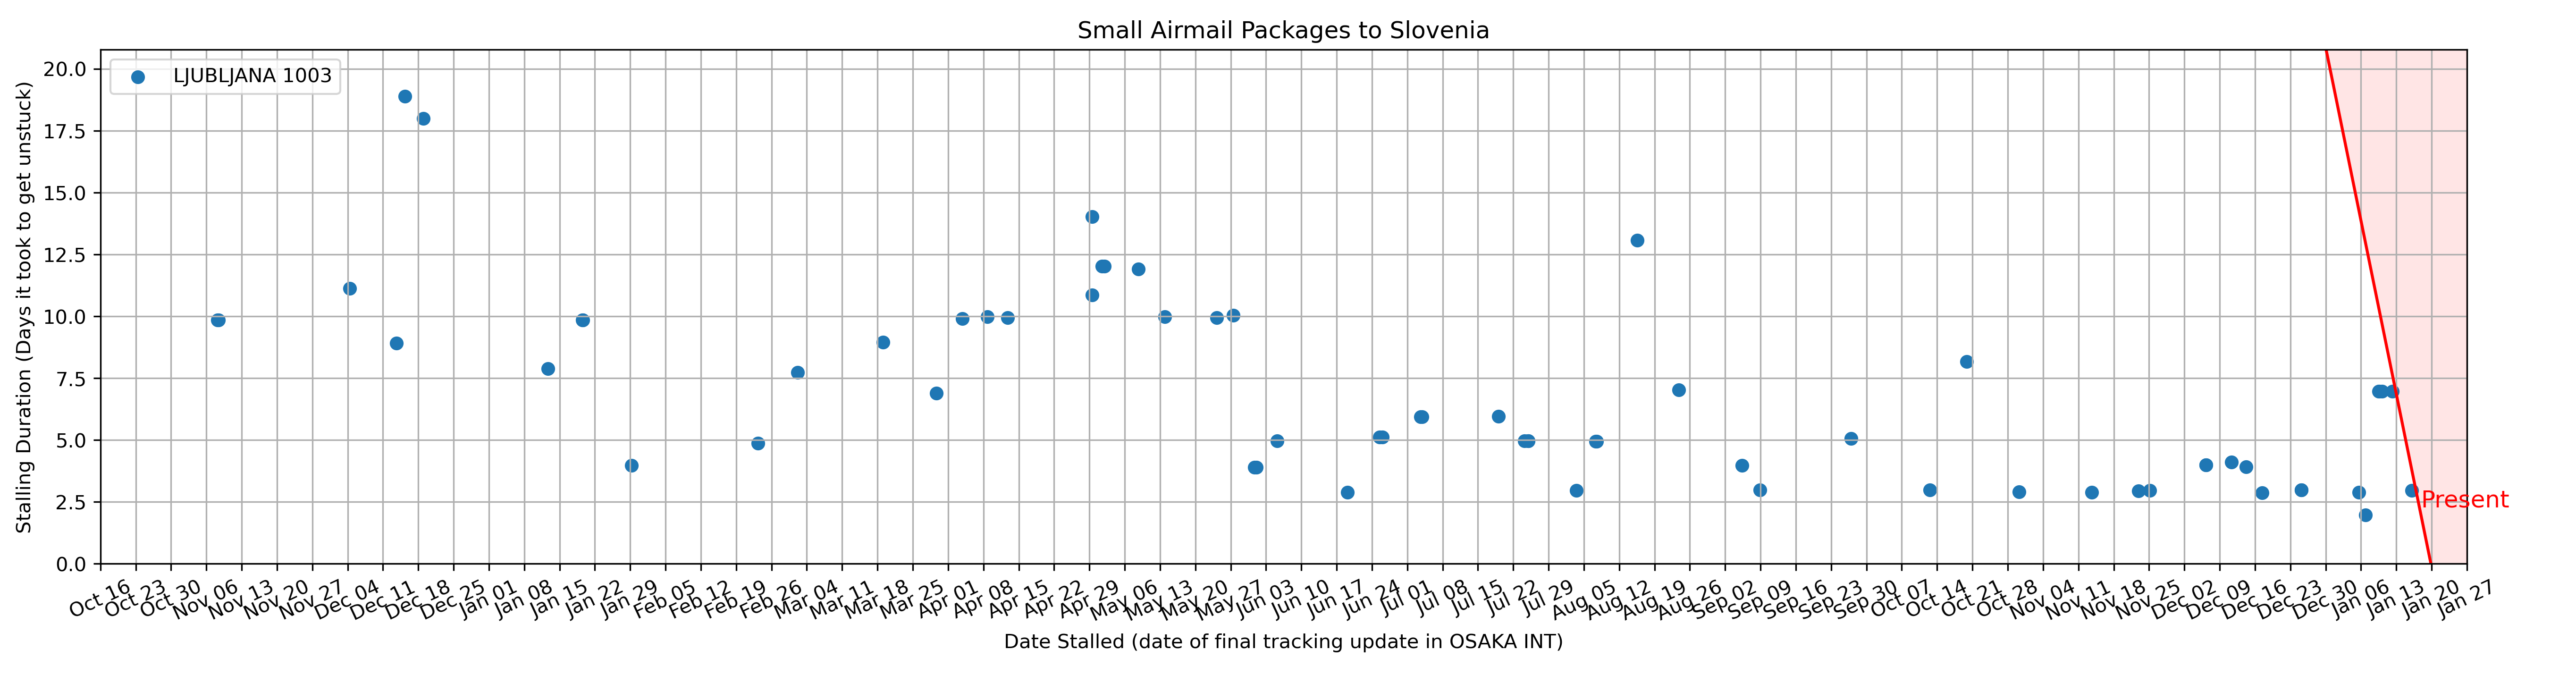 Small Airmail Packages to Slovenia
LJUBLJANA 1003
Stalling Duration (Days it took to get unstuck)
20.0
17.5
15.0
12.5
10.0
7.5
5.0
2.5
0.0
Present
Oct 16 Oct 23 Oct 30 Nov 06 Nov 13 Nov 20 Nov 27 Dec 04 Dec 11 Dec 18 Dec 25 Jan 01 Jan 08 Jan 15 Jan 22 Jan 29 Feb 05 Feb 12 Feb 19 Feb 26 Mar 04 Mar 11 Mar 18 Mar 25 Apr 01 Apr 08 Apr 15 Apr 22 Apr 29 May 06 May 13 May 20 May 27 Jun 03 Jun 10 Jun 17 Jun 24 Jul 01 Jul 08 Jul 15 Jul 22 Jul 29 Aug 05 Aug 12 Aug 19 Aug 26 Sep 02 Sep 09 Sep 16 Sep 23 Sep 30 Oct 07 Oct 14 Oct 21 Oct 28 Nov 04 Nov 11 Nov 18 Nov 25 Dec 02 Dec 09 Dec 16 Dec 23 Dec 30 Jan 06 Jan 13 Jan 20 Jan 27
Date Stalled (date of final tracking update in OSAKA INT)